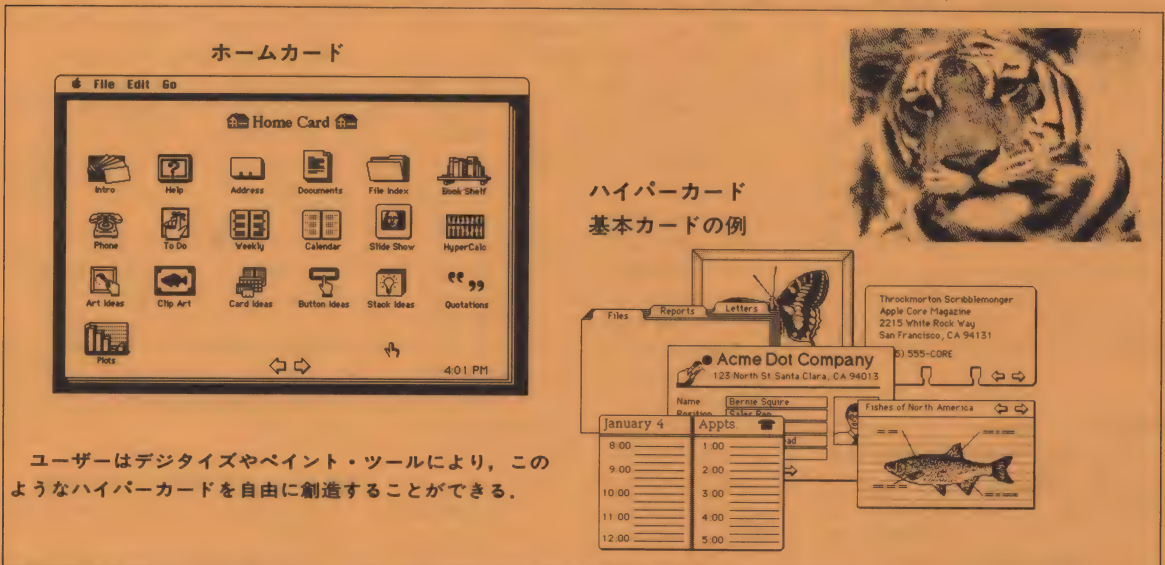 ホームカード
File Edit Go
Home Card
Intro Help Address Documents File Index Book Shelf
Phone To Do Weekly Calendar Slide Show HyperCalc
Art Ideas Clip Art Card Ideas Button Ideas Stack Ideas Quotations
Plots
4:01 PM
ユーザーはデジタイズやペイント・ツールにより，この
ようなハイパーカードを自由に創造することができる．
ハイパーカード
基本カードの例
Files Reports Letters
Throckmorton Scribblemonger
Apple Core Magazine
2215 White Rock Way
San Francisco, CA 94131
5) 555-CORE
Acme Dot Company
123 North St Santa Clara, CA 94013
Name Bernie Squire
Position Sales Rep
January 4 Appts.
8:00 1:00
9:00 2:00
10:00 3:00
11:00 4:00
12:00 5:00
Fishes of North America